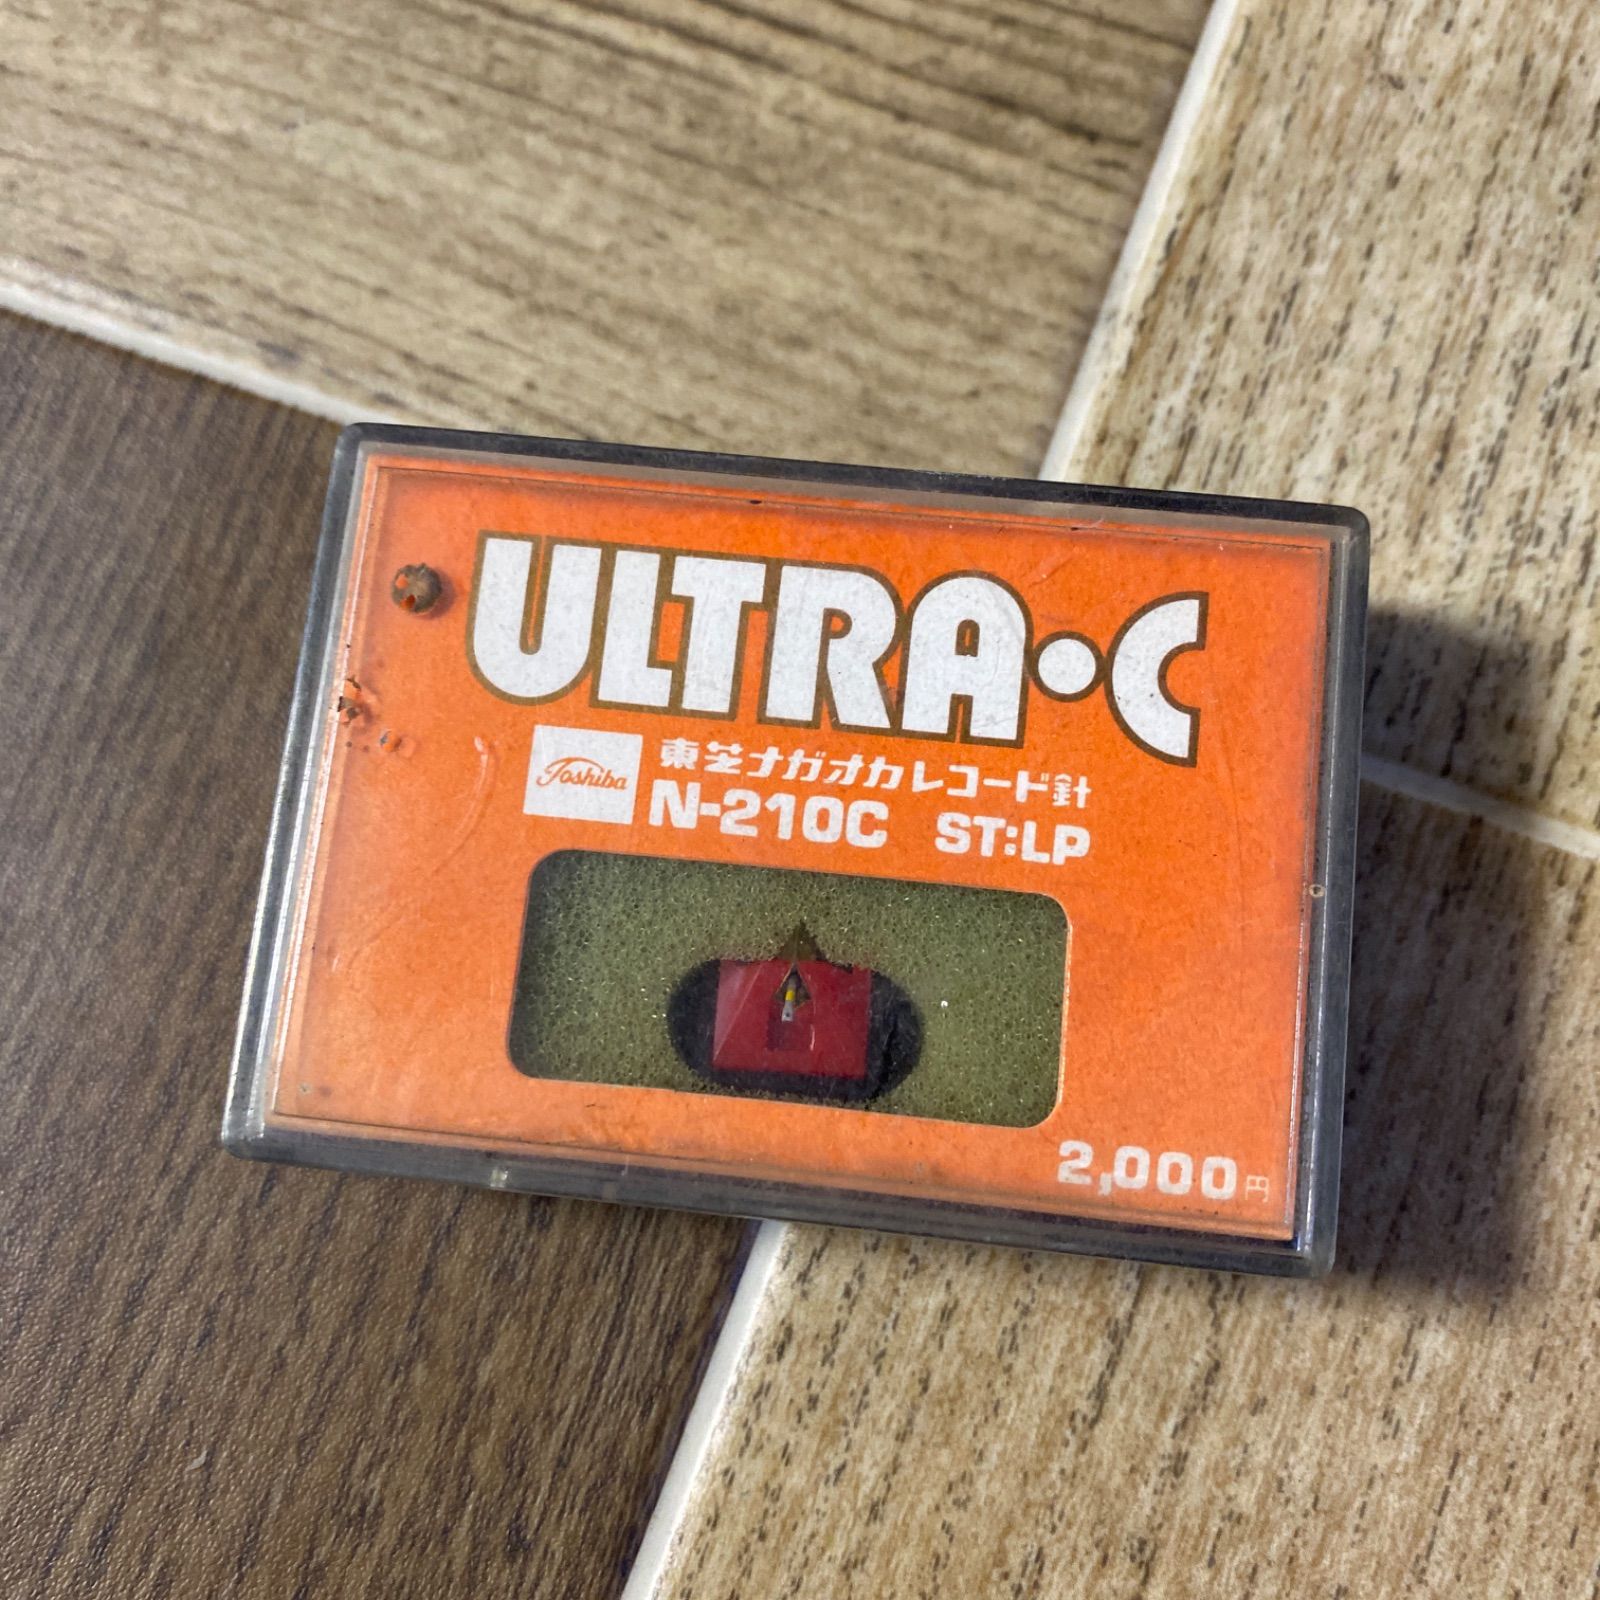 ULTRA・C
Toshiba
東芝ナガオカレコード針
N-210C ST:LP
2,000円